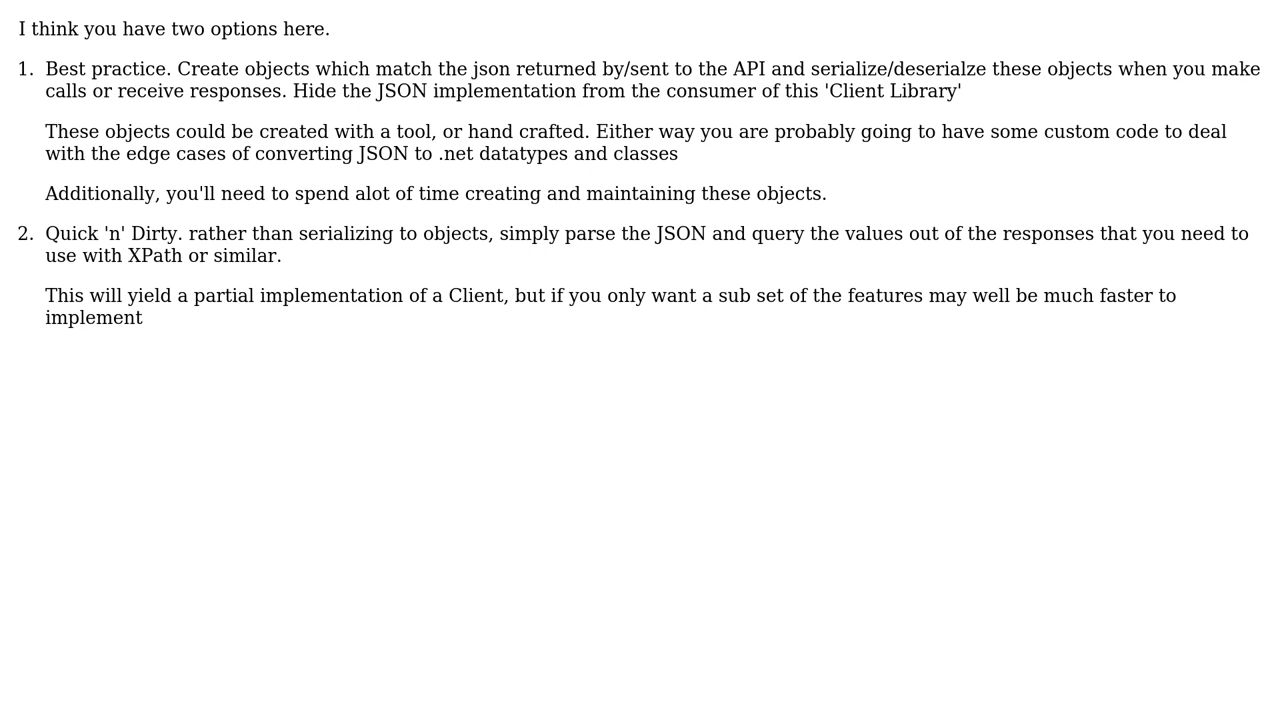 I think you have two options here.
1. Best practice. Create objects which match the json returned by/sent to the API and serialize/deserialze these objects when you make
calls or receive responses. Hide the JSON implementation from the consumer of this 'Client Library'
These objects could be created with a tool, or hand crafted. Either way you are probably going to have some custom code to deal
with the edge cases of converting JSON to .net datatypes and classes
Additionally, you'll need to spend alot of time creating and maintaining these objects.
2. Quick 'n' Dirty. rather than serializing to objects, simply parse the JSON and query the values out of the responses that you need to
use with XPath or similar.
This will yield a partial implementation of a Client, but if you only want a sub set of the features may well be much faster to
implement